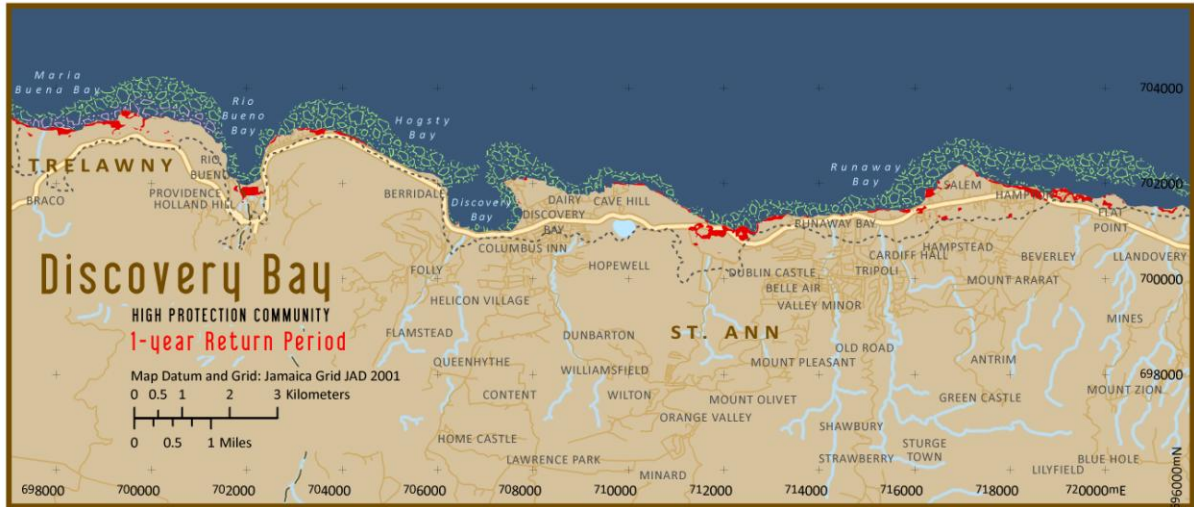 Maria
Buena Bay
Rio
Bueno
Bay
Hogsty
Bay
704000
TRELAWNY
RIO
BUEN
PROVIDENCE
HOLLAND HILL
BRACO
BERRIDALE
Discovery
Bay
DAIRY
DISCOVERY
BAY
CAVE HILL
COLUMBUS INN
Runaway
Bay
SALEM
702000
RUNAWAY BAY
FLAT
POINT
HOPEWELL
FOLLY
DUBLIN CASTLE
BELLE AIR
VALLEY MINOR
CARDIFF HALL
TRIPOLI
HAMPSTEAD
BEVERLEY
LLANDOVERY
MOUNT ARARAT
700000
Discovery Bay
HIGH PROTECTION COMMUNITY
1-year Return Period
Map Datum and Grid: Jamaica Grid JAD 2001
0 0.5 1 2 3 Kilometers
0 0.5 1 Miles
HELICON VILLAGE
FLAMSTEAD
DUNBARTON
ST. ANN
MINES
QUEENHYTHE
WILLIAMSFIELD
MOUNT PLEASANT
OLD ROAD
ANTRIM
698000
CONTENT
WILTON
MOUNT OLIVET
GREEN CASTLE
MOUNT ZION
ORANGE VALLEY
SHAWBURY
HOME CASTLE
STURGE
TOWN
LAWRENCE PARK
STRAWBERRY
BLUE HOLE
MINARD
LILYFIELD
698000 700000 702000 704000 706000 708000 710000 712000 714000 716000 718000 720000mE
696000mN